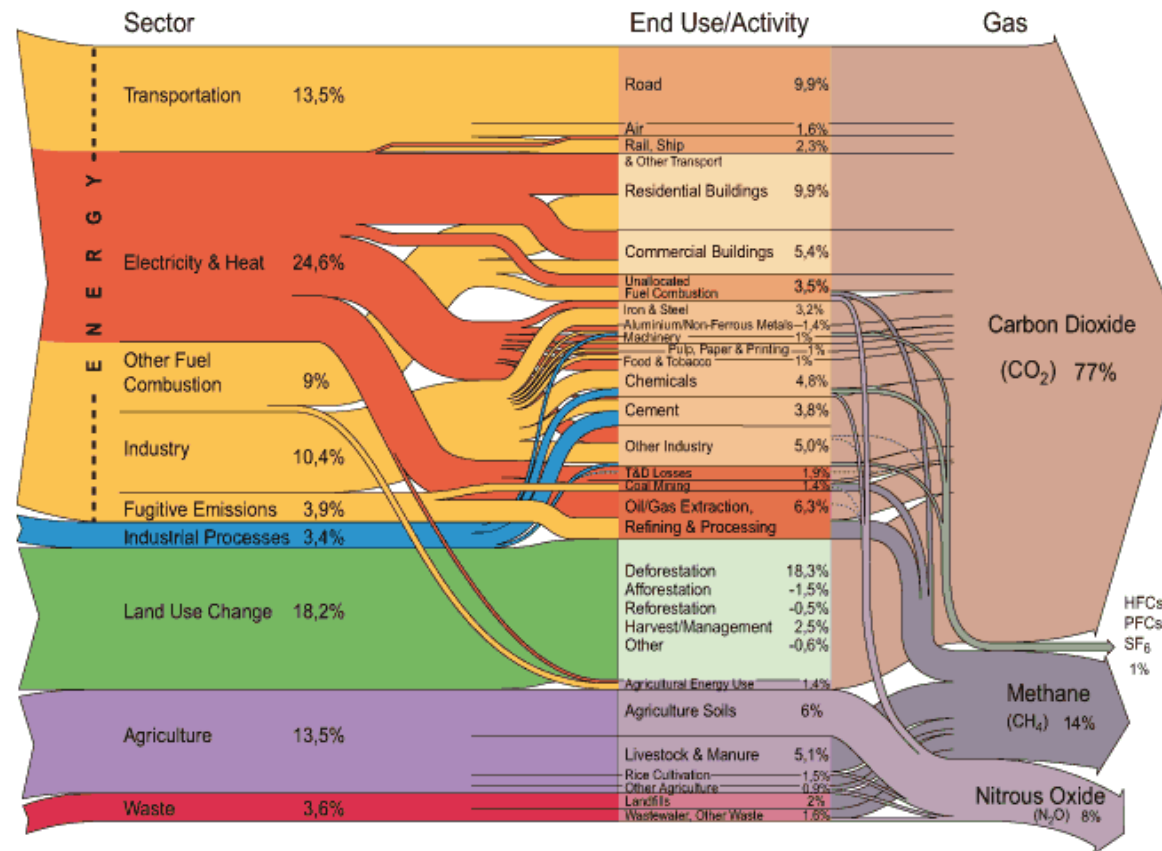 Sector
End Use/Activity
Gas
ENERGY
Transportation 13,5%
Electricity & Heat 24,6%
Other Fuel
Combustion 9%
Industry 10,4%
Fugitive Emissions 3,9%
Industrial Processes 3,4%
Land Use Change 18,2%
Agriculture 13,5%
Waste 3,6%
Road 9,9%
Air 1,6%
Rail, Ship 2,3%
& Other Transport
Residential Buildings 9,9%
Commercial Buildings 5,4%
Unallocated
Fuel Combustion 3,5%
Iron & Steel 3,2%
Aluminium/Non-Ferrous Metals 1,4%
Machinery 1%
Pulp, Paper & Printing 1%
Food & Tobacco 1%
Chemicals 4,8%
Cement 3,8%
Other Industry 5,0%
T&D Losses 1,9%
Coal Mining 1,4%
Oil/Gas Extraction, 6,3%
Refining & Processing
Deforestation 18,3%
Afforestation -1,5%
Reforestation -0,5%
Harvest/Management 2,5%
Other -0,6%
Agricultural Energy Use 1,4%
Agriculture Soils 6%
Livestock & Manure 5,1%
Rice Cultivation 1,5%
Other Agriculture 0,9%
Landfills 2%
Wastewater, Other Waste 1,6%
Carbon Dioxide
(CO₂) 77%
HFCs
PFCs
SF₆
1%
Methane
(CH₄) 14%
Nitrous Oxide
(N₂O) 8%